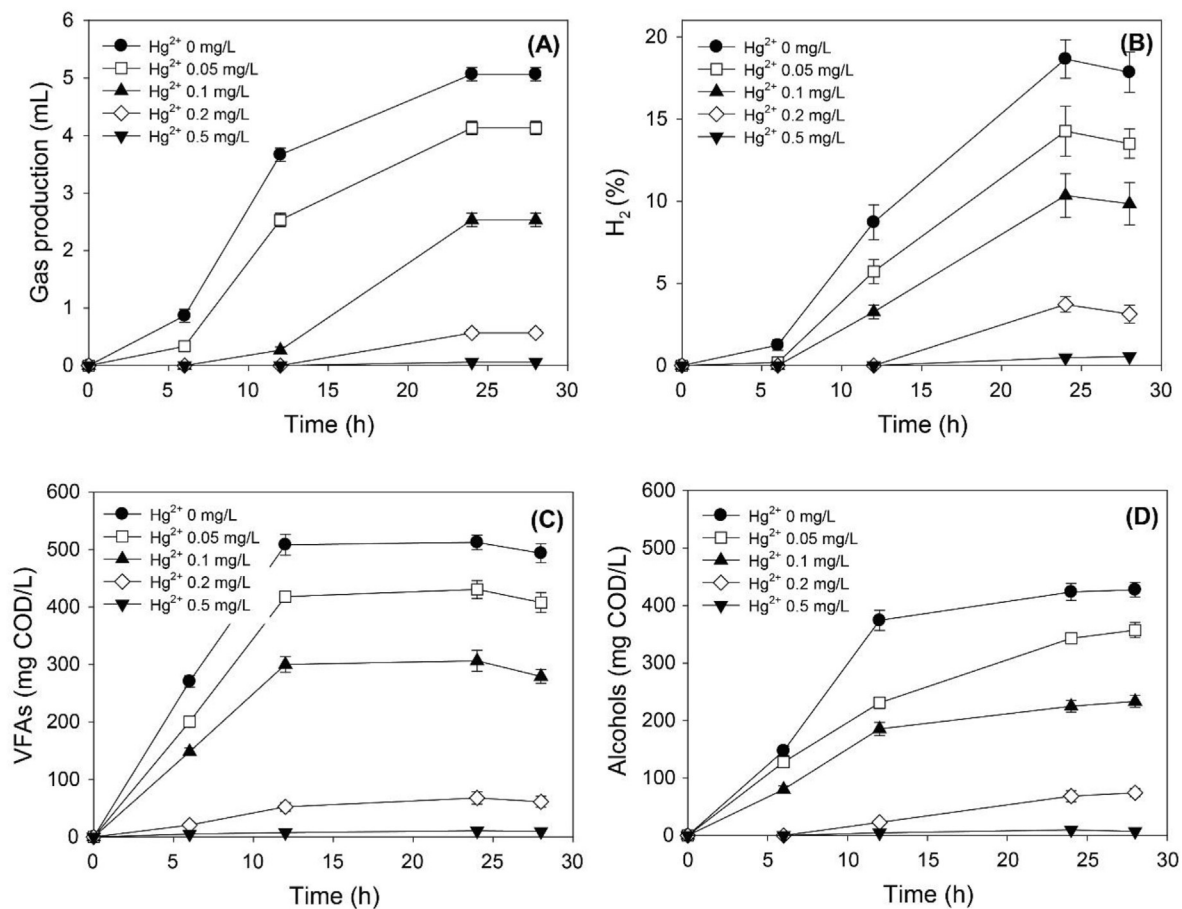 (A)
Hg2+ 0 mg/L
Hg2+ 0.05 mg/L
Hg2+ 0.1 mg/L
Hg2+ 0.2 mg/L
Hg2+ 0.5 mg/L
Gas production (mL)
6
5
4
3
2
1
0
0 5 10 15 20 25 30
Time (h)
(B)
Hg2+ 0 mg/L
Hg2+ 0.05 mg/L
Hg2+ 0.1 mg/L
Hg2+ 0.2 mg/L
Hg2+ 0.5 mg/L
H2 (%)
20
15
10
5
0
0 5 10 15 20 25 30
Time (h)
(C)
Hg2+ 0 mg/L
Hg2+ 0.05 mg/L
Hg2+ 0.1 mg/L
Hg2+ 0.2 mg/L
Hg2+ 0.5 mg/L
VFAs (mg COD/L)
600
500
400
300
200
100
0
0 5 10 15 20 25 30
Time (h)
(D)
Hg2+ 0 mg/L
Hg2+ 0.05 mg/L
Hg2+ 0.1 mg/L
Hg2+ 0.2 mg/L
Hg2+ 0.5 mg/L
Alcohols (mg COD/L)
600
500
400
300
200
100
0
0 5 10 15 20 25 30
Time (h)